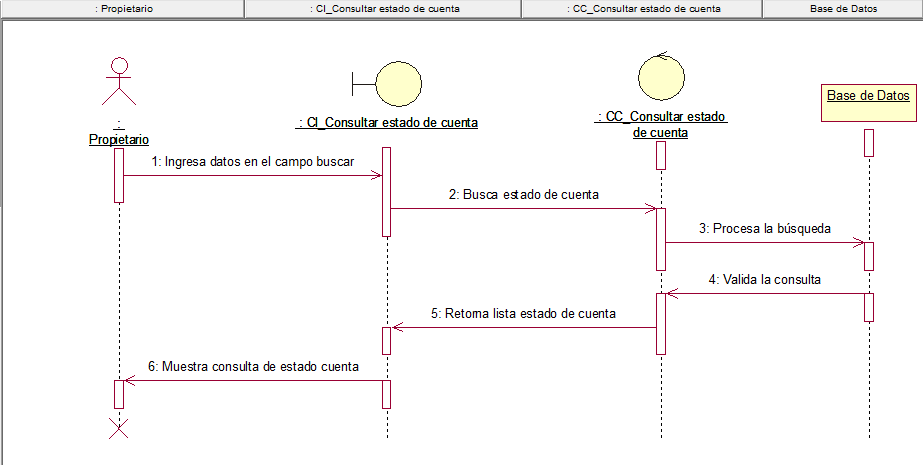 : Propietario
: CI_Consultar estado de cuenta
: CC_Consultar estado de cuenta
Base de Datos
:
Propietario
: CI_Consultar estado de cuenta
: CC_Consultar estado
de cuenta
Base de Datos
1: Ingresa datos en el campo buscar
2: Busca estado de cuenta
3: Procesa la búsqueda
4: Valida la consulta
5: Retorna lista estado de cuenta
6: Muestra consulta de estado cuenta